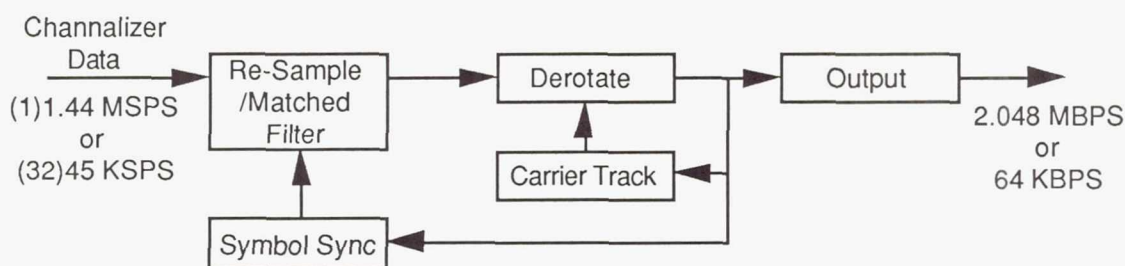 Channalizer
Data
(1)1.44 MSPS
or
(32)45 KSPS
Re-Sample
/Matched
Filter
Derotate
Output
2.048 MBPS
or
64 KBPS
Carrier Track
Symbol Sync